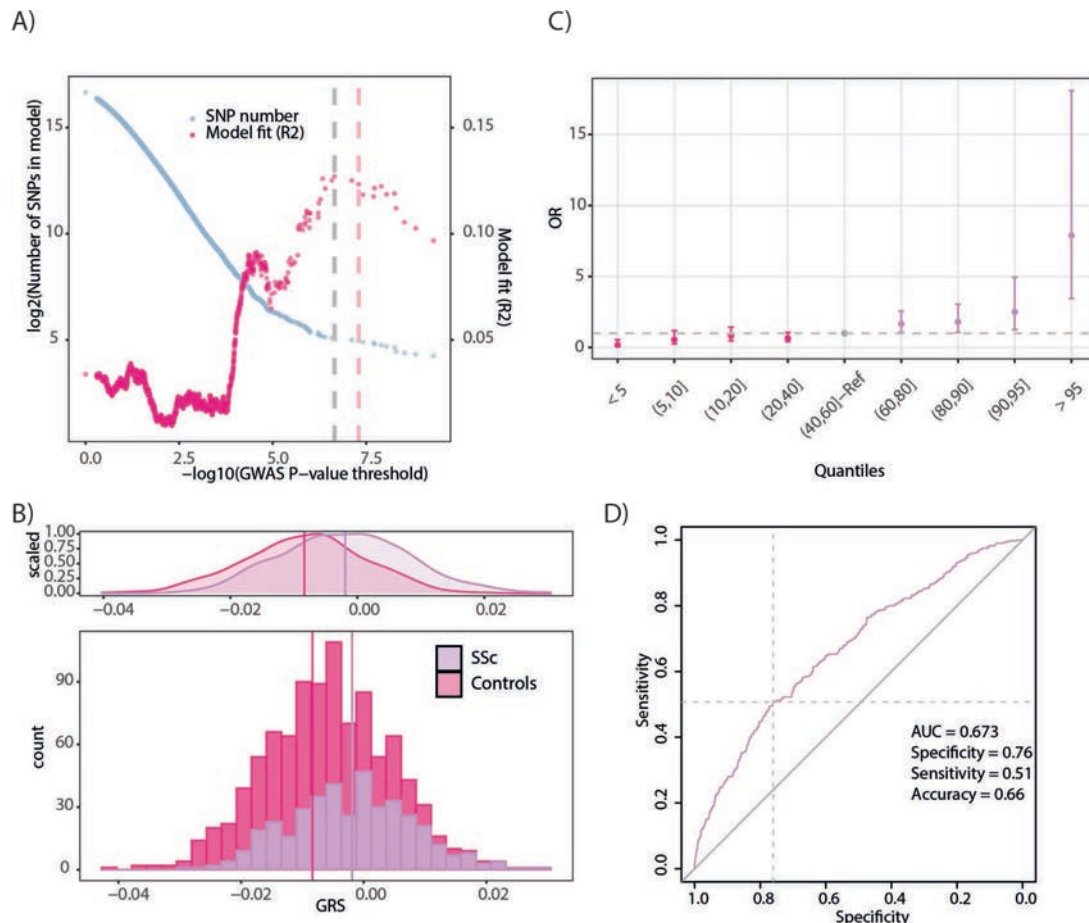 A)
log2(Number of SNPs in model)
15
10
5
SNP number
Model fit (R2)
0.15
0.10
0.05
Model fit (R2)
0.0
2.5
5.0
7.5
−log10(GWAS P−value threshold)
C)
OR
15
10
5
0
<5
(5,10]
(10,20]
(20,40]
(40,60]−Ref
(60,80]
(80,90]
(90,95]
>95
Quantiles
B)
scaled
1.00
0.75
0.50
0.25
0.00
−0.04
−0.02
0.00
0.02
count
90
60
30
0
SSc
Controls
−0.04
−0.02
0.00
0.02
GRS
D)
Sensitivity
1.0
0.8
0.6
0.4
0.2
0.0
AUC = 0.673
Specificity = 0.76
Sensitivity = 0.51
Accuracy = 0.66
1.0
0.8
0.6
0.4
0.2
0.0
Specificity